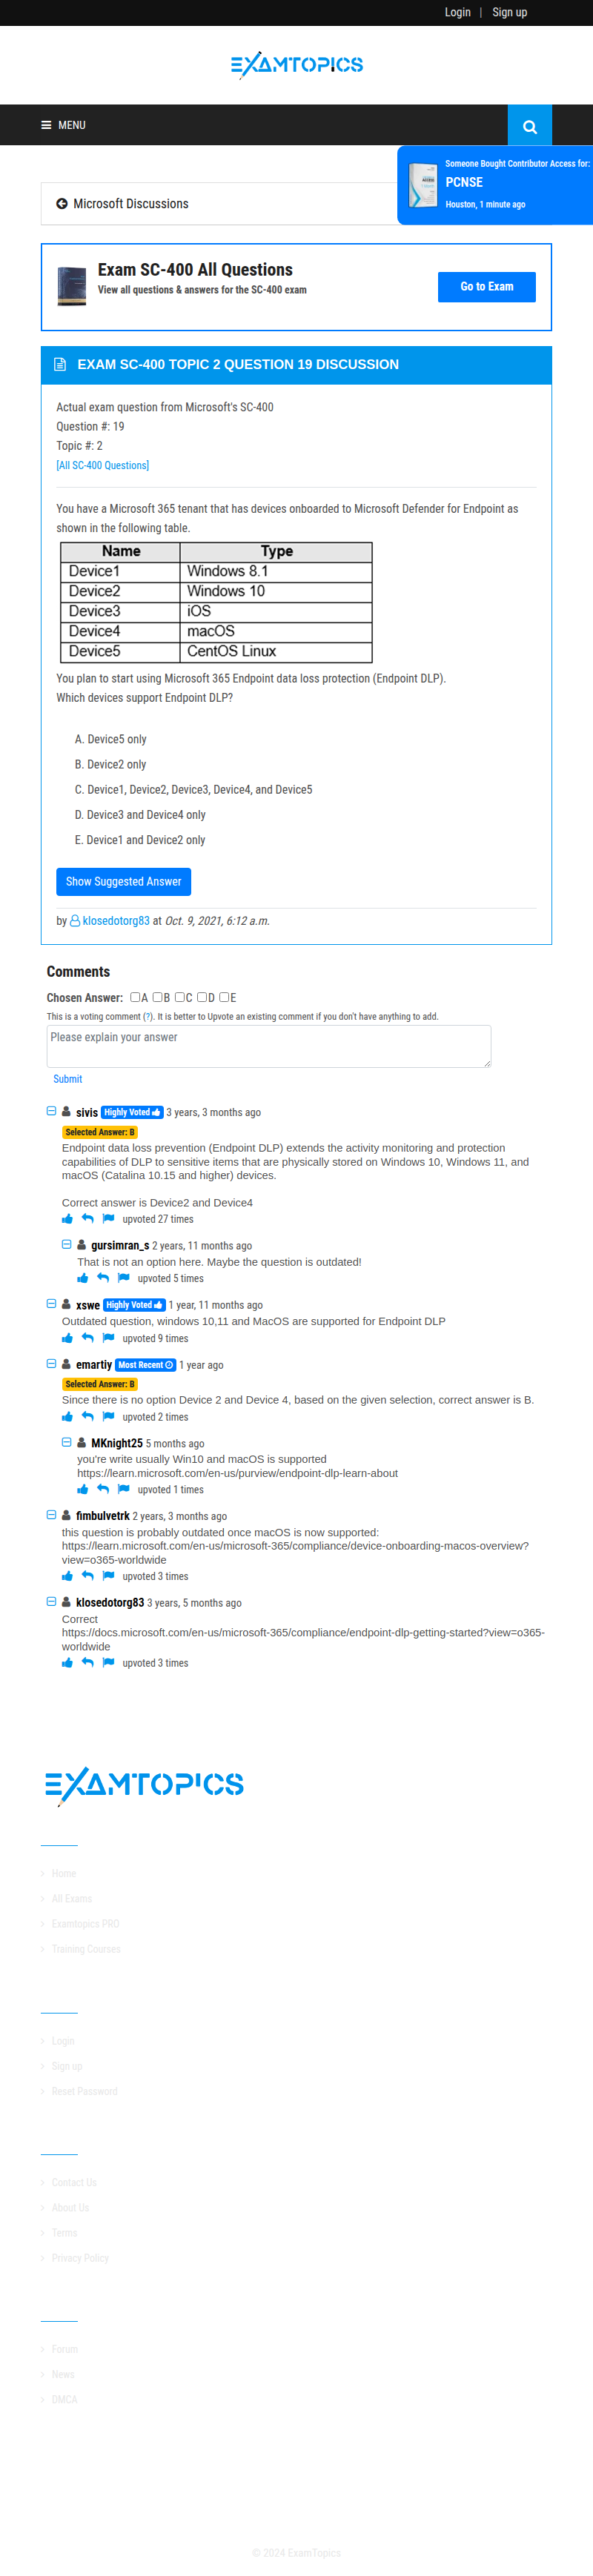 Login | Sign up
EXAMTOPICS
MENU
Someone Bought Contributor Access for:
PCNSE
Houston, 1 minute ago
Microsoft Discussions
Exam SC-400 All Questions
View all questions & answers for the SC-400 exam
Go to Exam
EXAM SC-400 TOPIC 2 QUESTION 19 DISCUSSION
Actual exam question from Microsoft's SC-400
Question #: 19
Topic #: 2
[All SC-400 Questions]
You have a Microsoft 365 tenant that has devices onboarded to Microsoft Defender for Endpoint as
shown in the following table.
Name Type
Device1 Windows 8.1
Device2 Windows 10
Device3 iOS
Device4 macOS
Device5 CentOS Linux
You plan to start using Microsoft 365 Endpoint data loss protection (Endpoint DLP).
Which devices support Endpoint DLP?
A. Device5 only
B. Device2 only
C. Device1, Device2, Device3, Device4, and Device5
D. Device3 and Device4 only
E. Device1 and Device2 only
Show Suggested Answer
by klosedotorg83 at Oct. 9, 2021, 6:12 a.m.
Comments
Chosen Answer: A B C D E
This is a voting comment (?). It is better to Upvote an existing comment if you don't have anything to add.
Please explain your answer
Submit
sivis Highly Voted 3 years, 3 months ago
Selected Answer: B
Endpoint data loss prevention (Endpoint DLP) extends the activity monitoring and protection
capabilities of DLP to sensitive items that are physically stored on Windows 10, Windows 11, and
macOS (Catalina 10.15 and higher) devices.
Correct answer is Device2 and Device4
upvoted 27 times
gursimran_s 2 years, 11 months ago
That is not an option here. Maybe the question is outdated!
upvoted 5 times
xswe Highly Voted 1 year, 11 months ago
Outdated question, windows 10,11 and MacOS are supported for Endpoint DLP
upvoted 9 times
emartiy Most Recent 1 year ago
Selected Answer: B
Since there is no option Device 2 and Device 4, based on the given selection, correct answer is B.
upvoted 2 times
MKnight25 5 months ago
you're write usually Win10 and macOS is supported
https://learn.microsoft.com/en-us/purview/endpoint-dlp-learn-about
upvoted 1 times
fimbulvetrk 2 years, 3 months ago
this question is probably outdated once macOS is now supported:
https://learn.microsoft.com/en-us/microsoft-365/compliance/device-onboarding-macos-overview?
view=o365-worldwide
upvoted 3 times
klosedotorg83 3 years, 5 months ago
Correct
https://docs.microsoft.com/en-us/microsoft-365/compliance/endpoint-dlp-getting-started?view=o365-
worldwide
upvoted 3 times
EXAMTOPICS
Home
All Exams
Examtopics PRO
Training Courses
Login
Sign up
Reset Password
Contact Us
About Us
Terms
Privacy Policy
Forum
News
DMCA
© 2024 ExamTopics